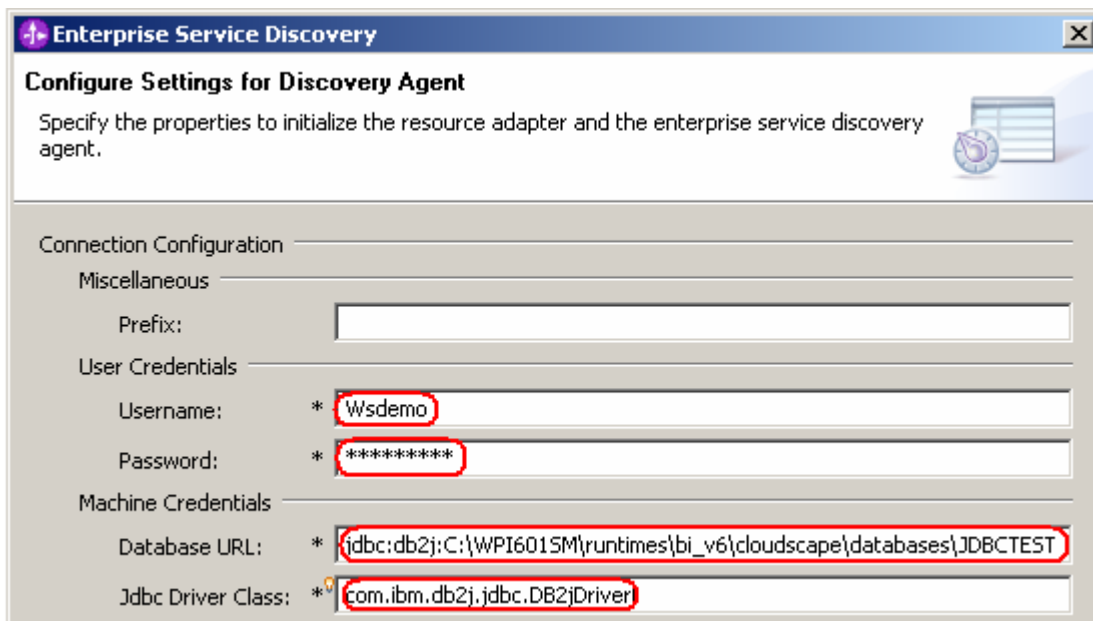 Enterprise Service Discovery
Configure Settings for Discovery Agent
Specify the properties to initialize the resource adapter and the enterprise service discovery
agent.
Connection Configuration
Miscellaneous
Prefix:
User Credentials
Username: * Wsdemo
Password: * *********
Machine Credentials
Database URL: * jdbc:db2j:C:\WPI601SM\runtimes\bi_v6\cloudscape\databases\JDBCTEST
Jdbc Driver Class: * com.ibm.db2j.jdbc.DB2jDriver